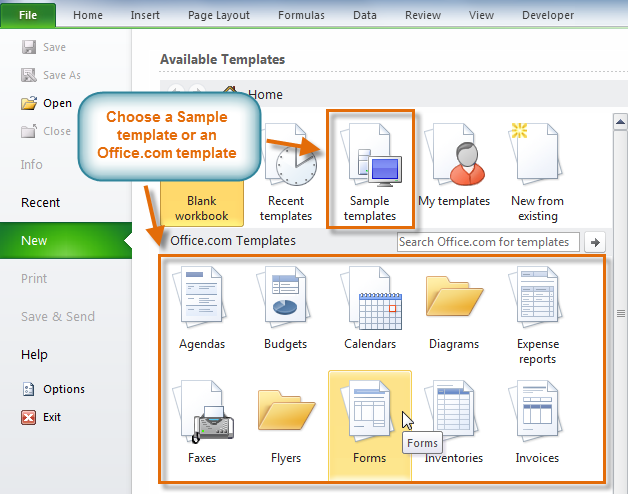 File Home Insert Page Layout Formulas Data Review View Developer
Save
Save As
Open
Close
Info
Recent
New
Print
Save & Send
Help
Options
Exit
Available Templates
Home
Choose a Sample
template or an
Office.com template
Blank
workbook
Recent
templates
Sample
templates
My templates
New from
existing
Office.com Templates
Search Office.com for templates
Agendas
Budgets
Calendars
Diagrams
Expense
reports
Faxes
Flyers
Forms
Inventories
Invoices
Forms